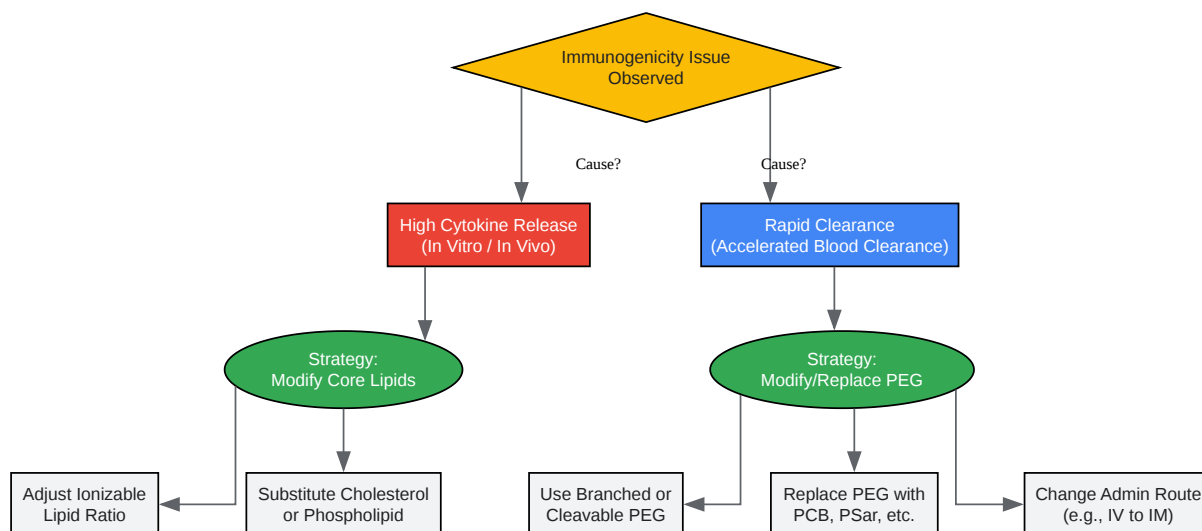 Immunogenicity Issue
Observed
Cause?
Cause?
High Cytokine Release
(In Vitro / In Vivo)
Rapid Clearance
(Accelerated Blood Clearance)
Strategy:
Modify Core Lipids
Strategy:
Modify/Replace PEG
Adjust Ionizable
Lipid Ratio
Substitute Cholesterol
or Phospholipid
Use Branched or
Cleavable PEG
Replace PEG with
PCB, PSar, etc.
Change Admin Route
(e.g., IV to IM)